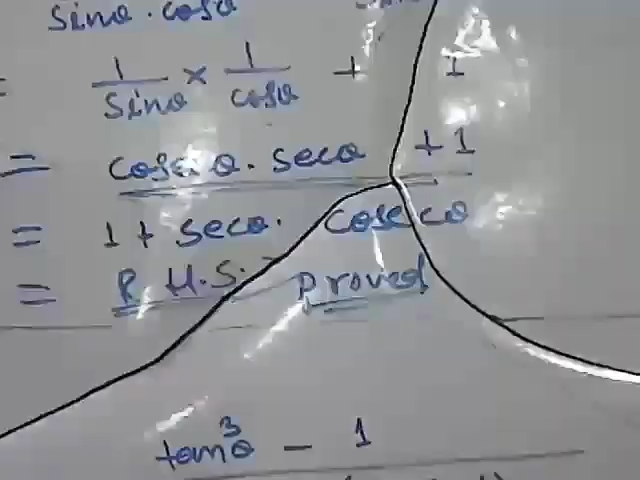 sinθ . cosθ
= 1/sinθ × 1/cosθ + 1
= cosecθ . secθ + 1
= 1 + secθ . cosecθ
= R.H.S. Proved
tan³θ - 1